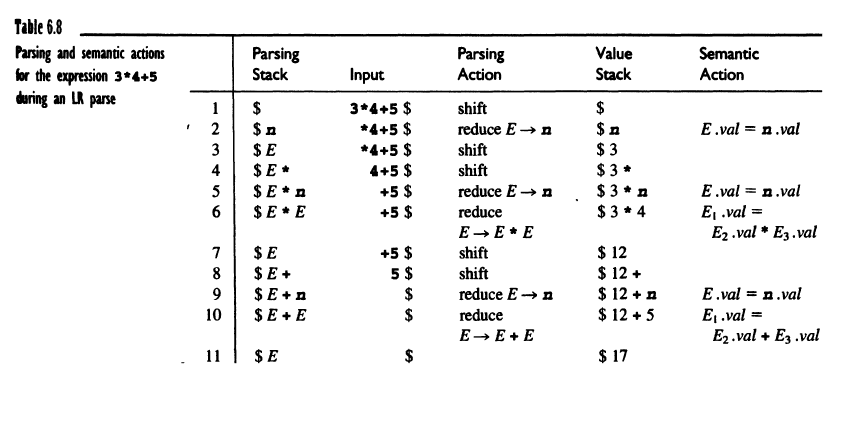 Table 6.8
Parsing and semantic actions
for the expression 3*4+5
during an LR parse
Parsing Parsing Value Semantic
Stack Input Action Stack Action
1 $ 3*4+5 $ shift $
2 $ n *4+5 $ reduce E → n $ n E .val = n .val
3 $ E *4+5 $ shift $ 3
4 $ E * 4+5 $ shift $ 3 *
5 $ E * n +5 $ reduce E → n $ 3 * n E .val = n .val
6 $ E * E +5 $ reduce $ 3 * 4 E₁ .val =
E → E * E E₂ .val * E₃ .val
7 $ E +5 $ shift $ 12
8 $ E + 5 $ shift $ 12 +
9 $ E + n $ reduce E → n $ 12 + n E .val = n .val
10 $ E + E $ reduce $ 12 + 5 E₁ .val =
E → E + E E₂ .val + E₃ .val
11 $ E $ $ 17